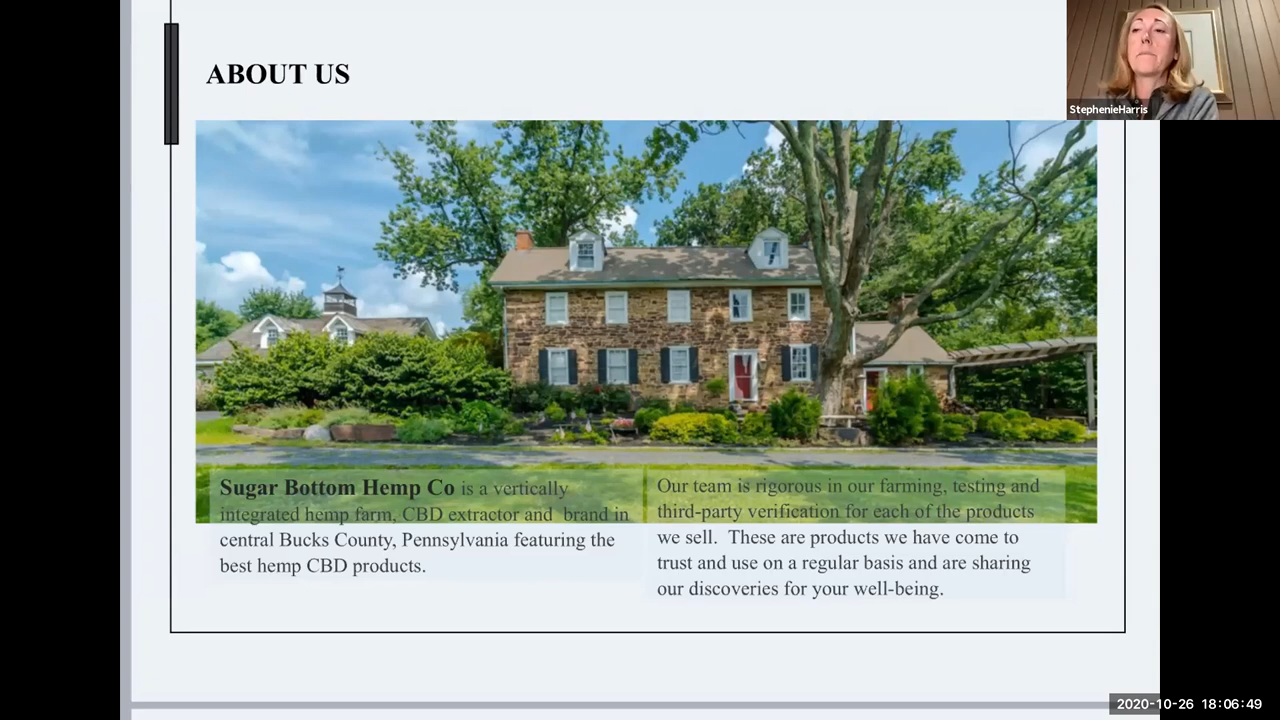 ABOUT US
StephenieHarris
Sugar Bottom Hemp Co is a vertically
integrated hemp farm, CBD extractor and  brand in
central Bucks County, Pennsylvania featuring the
best hemp CBD products.
Our team is rigorous in our farming, testing and
third-party verification for each of the products
we sell.  These are products we have come to
trust and use on a regular basis and are sharing
our discoveries for your well-being.
2020-10-26 18:06:49